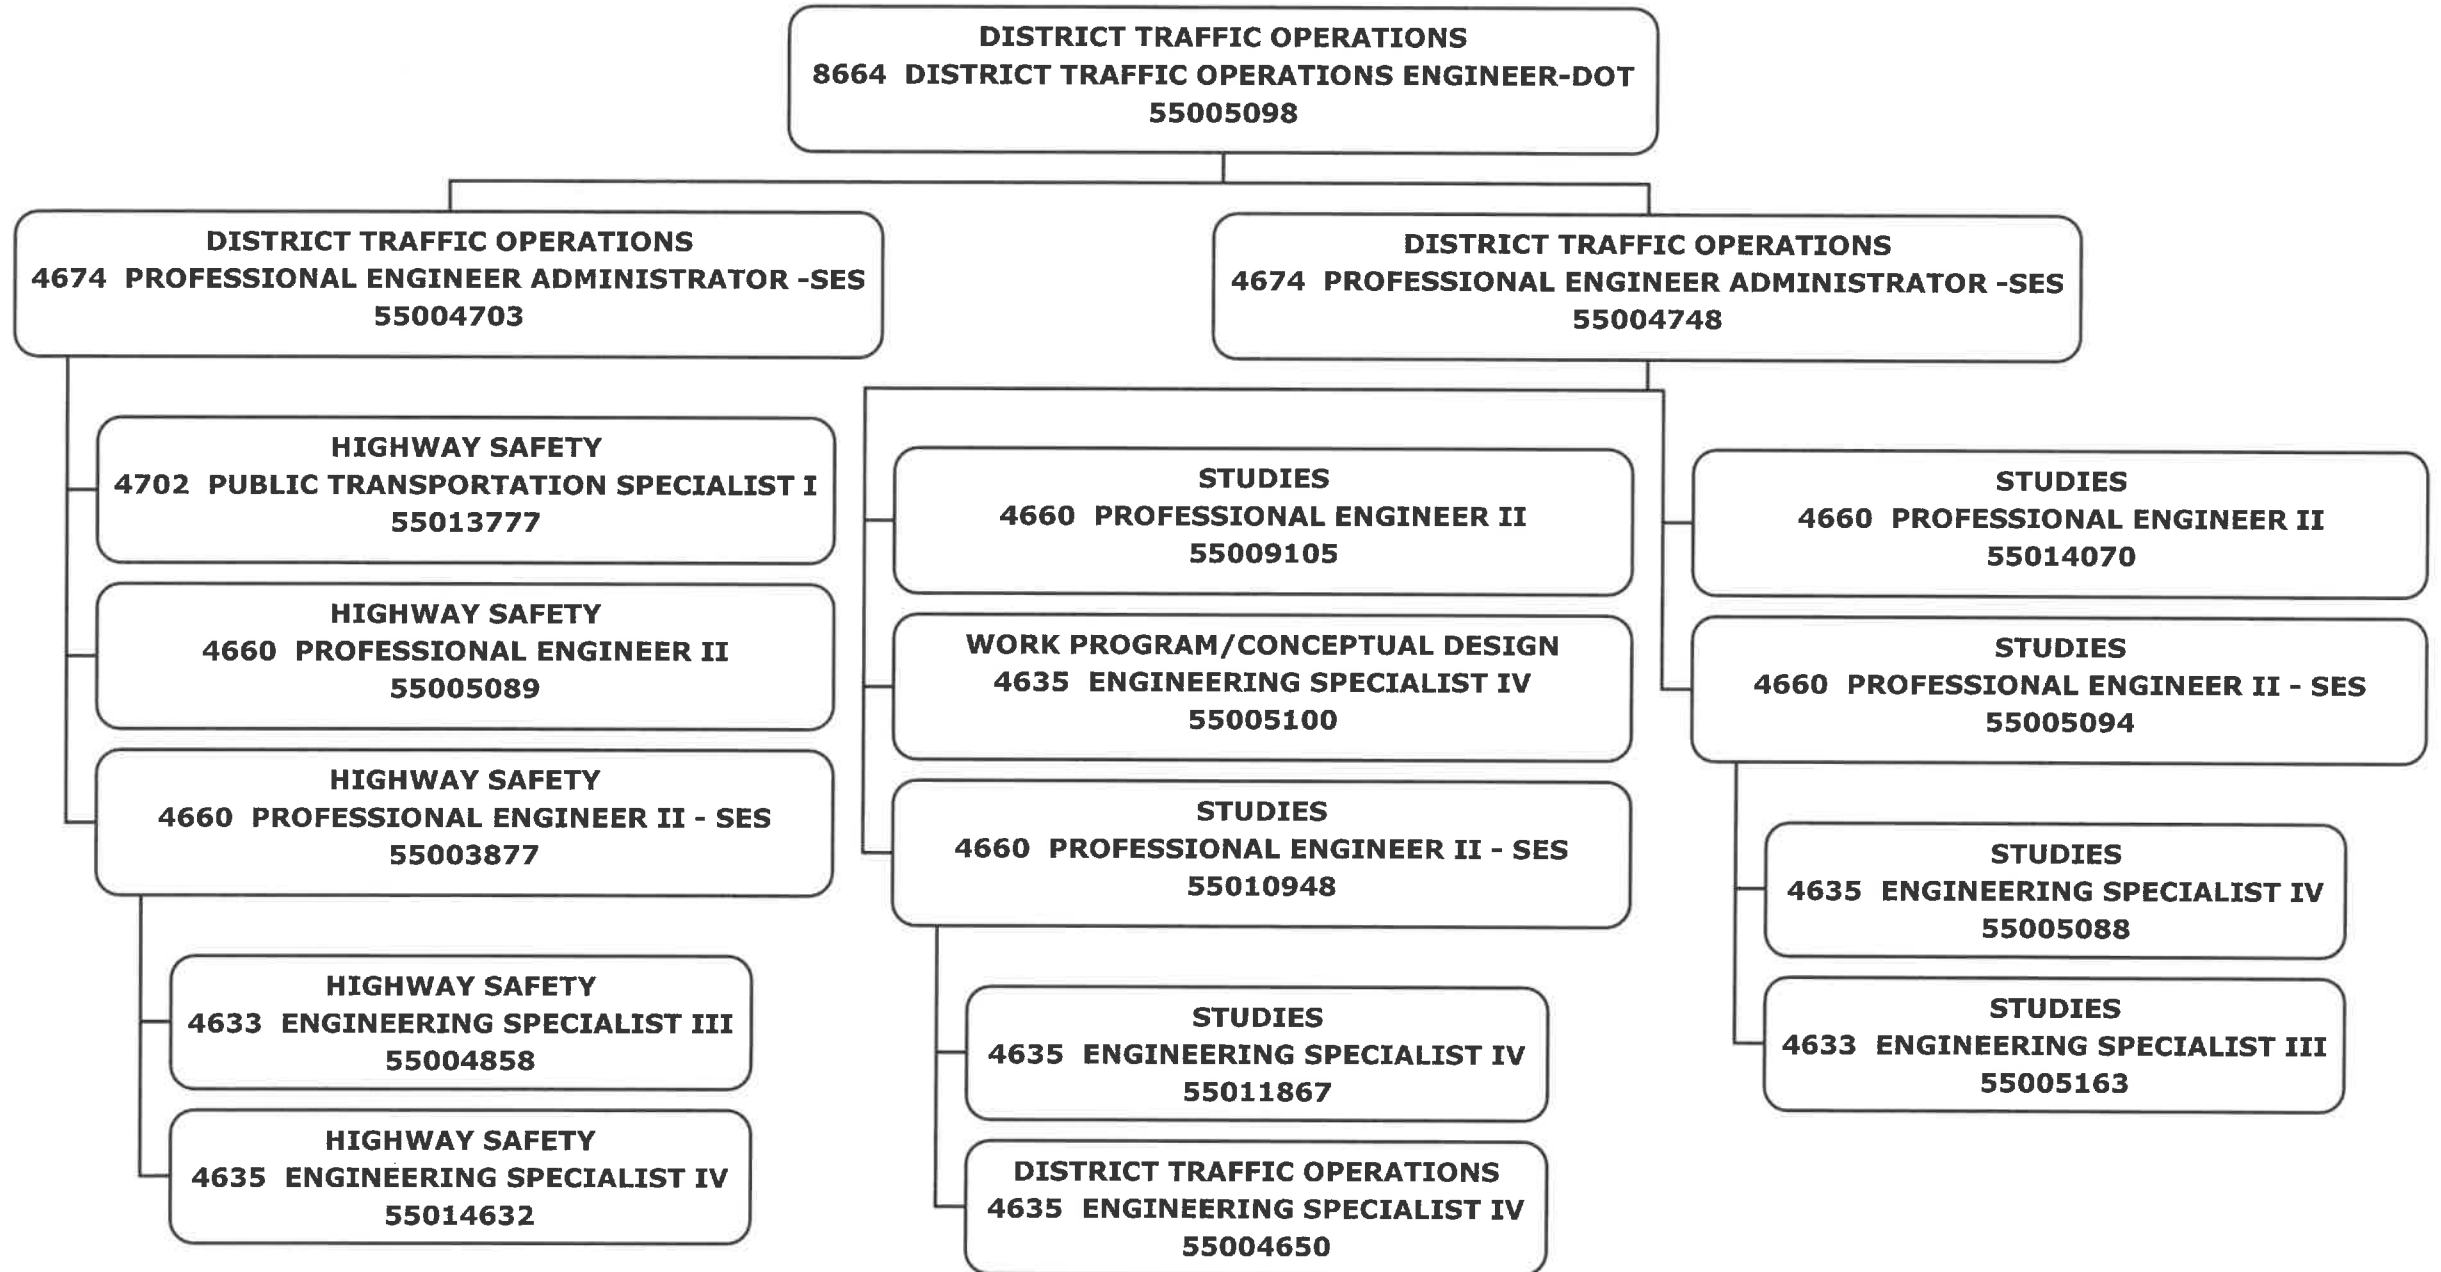 DISTRICT TRAFFIC OPERATIONS
8664 DISTRICT TRAFFIC OPERATIONS ENGINEER-DOT
55005098
DISTRICT TRAFFIC OPERATIONS
4674 PROFESSIONAL ENGINEER ADMINISTRATOR -SES
55004703
HIGHWAY SAFETY
4702 PUBLIC TRANSPORTATION SPECIALIST I
55013777
HIGHWAY SAFETY
4660 PROFESSIONAL ENGINEER II
55005089
HIGHWAY SAFETY
4660 PROFESSIONAL ENGINEER II - SES
55003877
HIGHWAY SAFETY
4633 ENGINEERING SPECIALIST III
55004858
HIGHWAY SAFETY
4635 ENGINEERING SPECIALIST IV
55014632
DISTRICT TRAFFIC OPERATIONS
4674 PROFESSIONAL ENGINEER ADMINISTRATOR -SES
55004748
STUDIES
4660 PROFESSIONAL ENGINEER II
55009105
WORK PROGRAM/CONCEPTUAL DESIGN
4635 ENGINEERING SPECIALIST IV
55005100
STUDIES
4660 PROFESSIONAL ENGINEER II - SES
55010948
STUDIES
4635 ENGINEERING SPECIALIST IV
55011867
DISTRICT TRAFFIC OPERATIONS
4635 ENGINEERING SPECIALIST IV
55004650
STUDIES
4660 PROFESSIONAL ENGINEER II
55014070
STUDIES
4660 PROFESSIONAL ENGINEER II - SES
55005094
STUDIES
4635 ENGINEERING SPECIALIST IV
55005088
STUDIES
4633 ENGINEERING SPECIALIST III
55005163